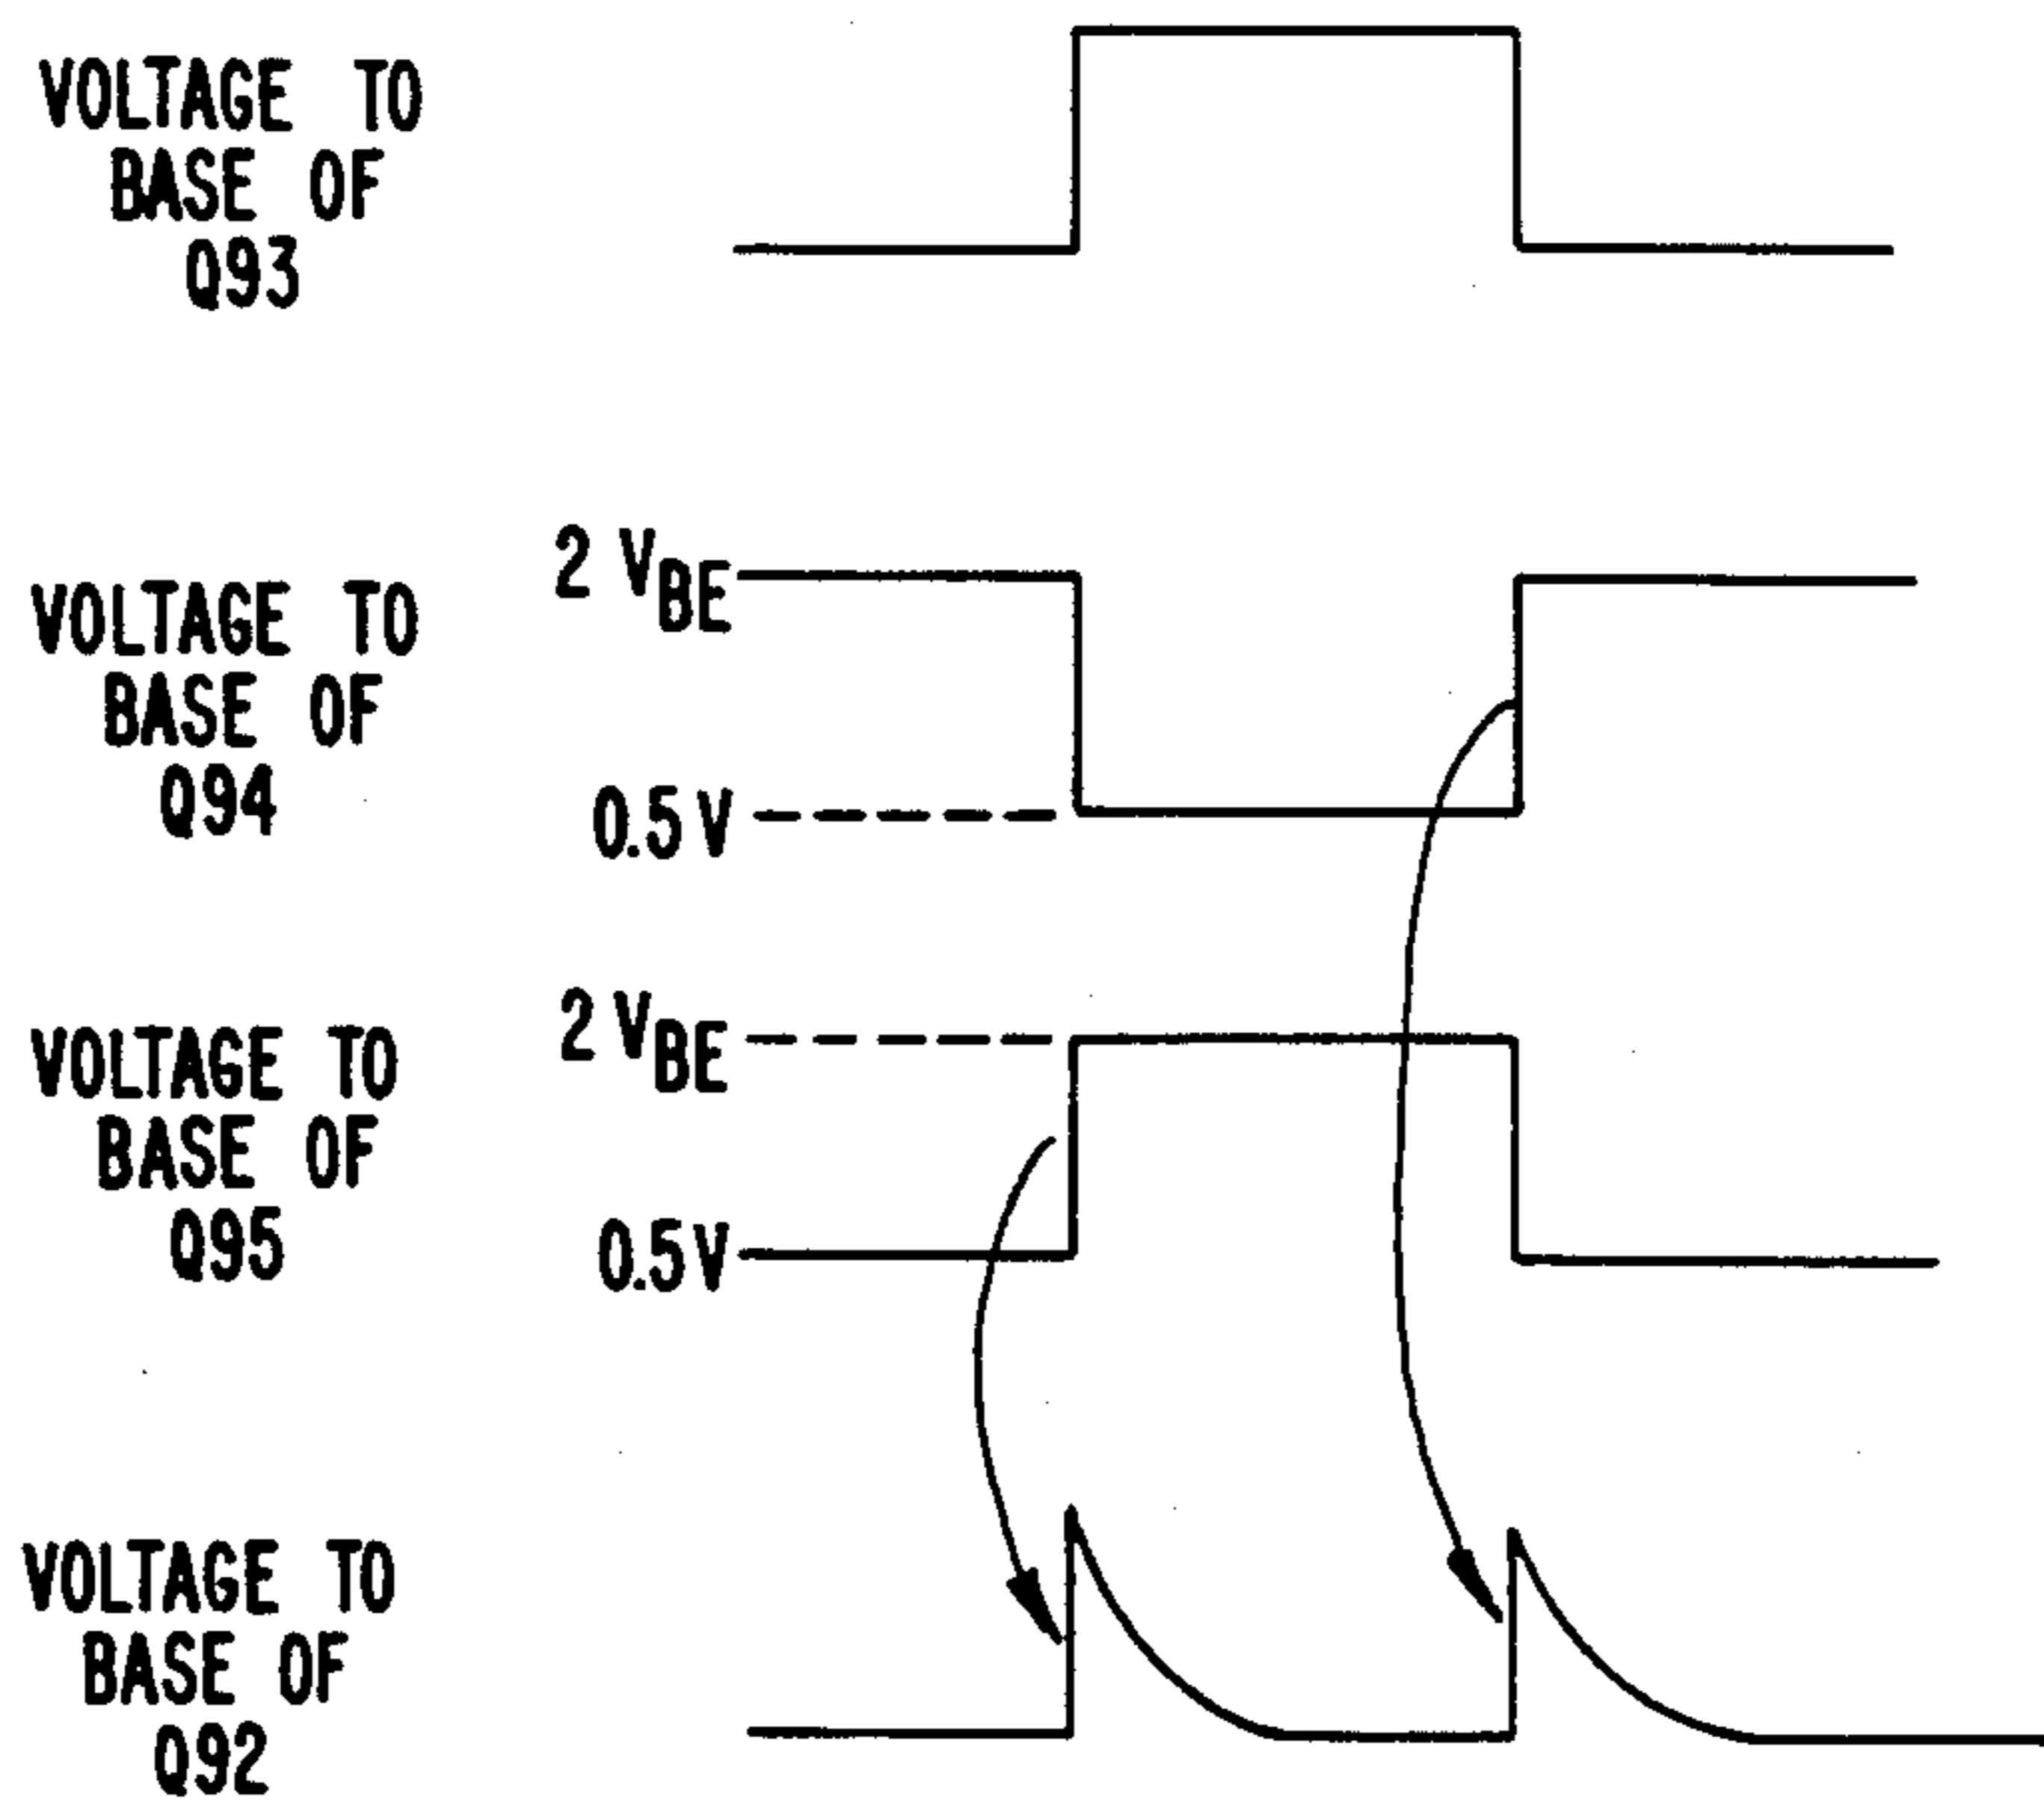 VOLTAGE TO
BASE OF
Q93
2 VBE
VOLTAGE TO
BASE OF
Q94
0.5 V
2 VBE
VOLTAGE TO
BASE OF
Q95
0.5 V
VOLTAGE TO
BASE OF
Q92